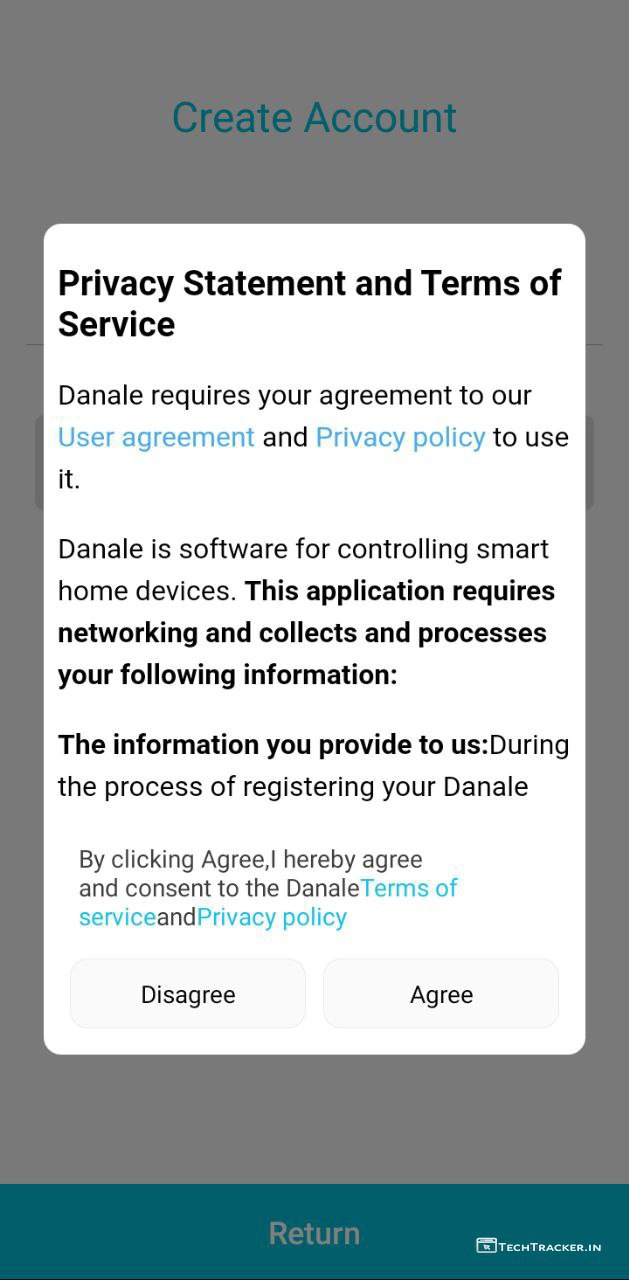 Create Account
Privacy Statement and Terms of
Service
Danale requires your agreement to our
User agreement and Privacy policy to use
it.
Danale is software for controlling smart
home devices. This application requires
networking and collects and processes
your following information:
The information you provide to us:During
the process of registering your Danale
By clicking Agree,I hereby agree
and consent to the DanaleTerms of
serviceandPrivacy policy
Disagree
Agree
Return
TECHTRACKER.IN